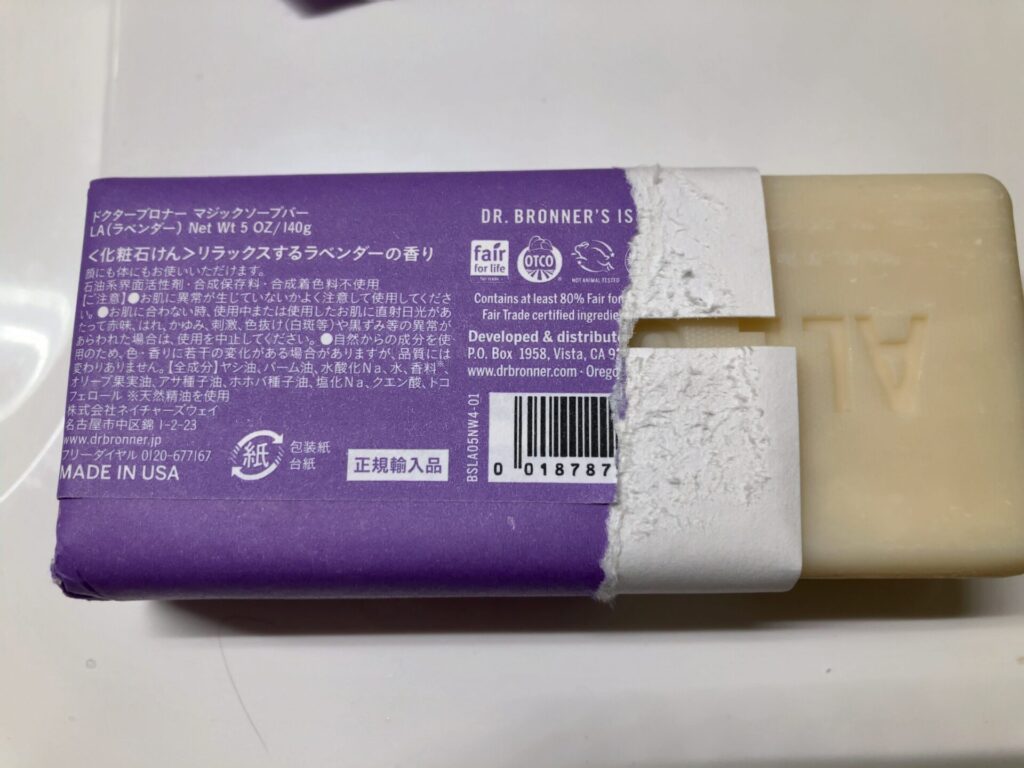 ドクターブロナー マジックソープバー
LA(ラベンダー) Net Wt 5 OZ/140g
<化粧石けん>リラックスするラベンダーの香り
顔にも体にもお使いいただけます。
石油系界面活性剤・合成保存料・合成着色料不使用
【ご注意】●お肌に異常が生じていないかよく注意して使用してくださ
い。●お肌に合わない時、使用中または使用したお肌に直射日光があ
たって赤味、はれ、かゆみ、刺激、色抜け(白斑等)や黒ずみ等の異常が
あらわれた場合は、使用を中止してください。●自然からの成分を使
用のため、色・香りに若干の変化がある場合がありますが、品質には
変わりありません。【全成分】ヤシ油、パーム油、水酸化Na、水、香料※、
オリーブ果実油、アサ種子油、ホホバ種子油、塩化Na、クエン酸、トコ
フェロール ※天然精油を使用
株式会社ネイチャーズウェイ
名古屋市中区錦 1-2-23
www.drbronner.jp
フリーダイヤル 0120-677167
MADE IN USA
紙
包装紙
台紙
正規輸入品
DR. BRONNER'S IS
fair
for life
OTCO
NOT ANIMAL TESTED
Contains at least 80% Fair for
Fair Trade certified ingredie
Developed & distribute
P.O. Box 1958, Vista, CA 9
www.drbronner.com · Orego
BSLA05NW4-01
0 018787
AL